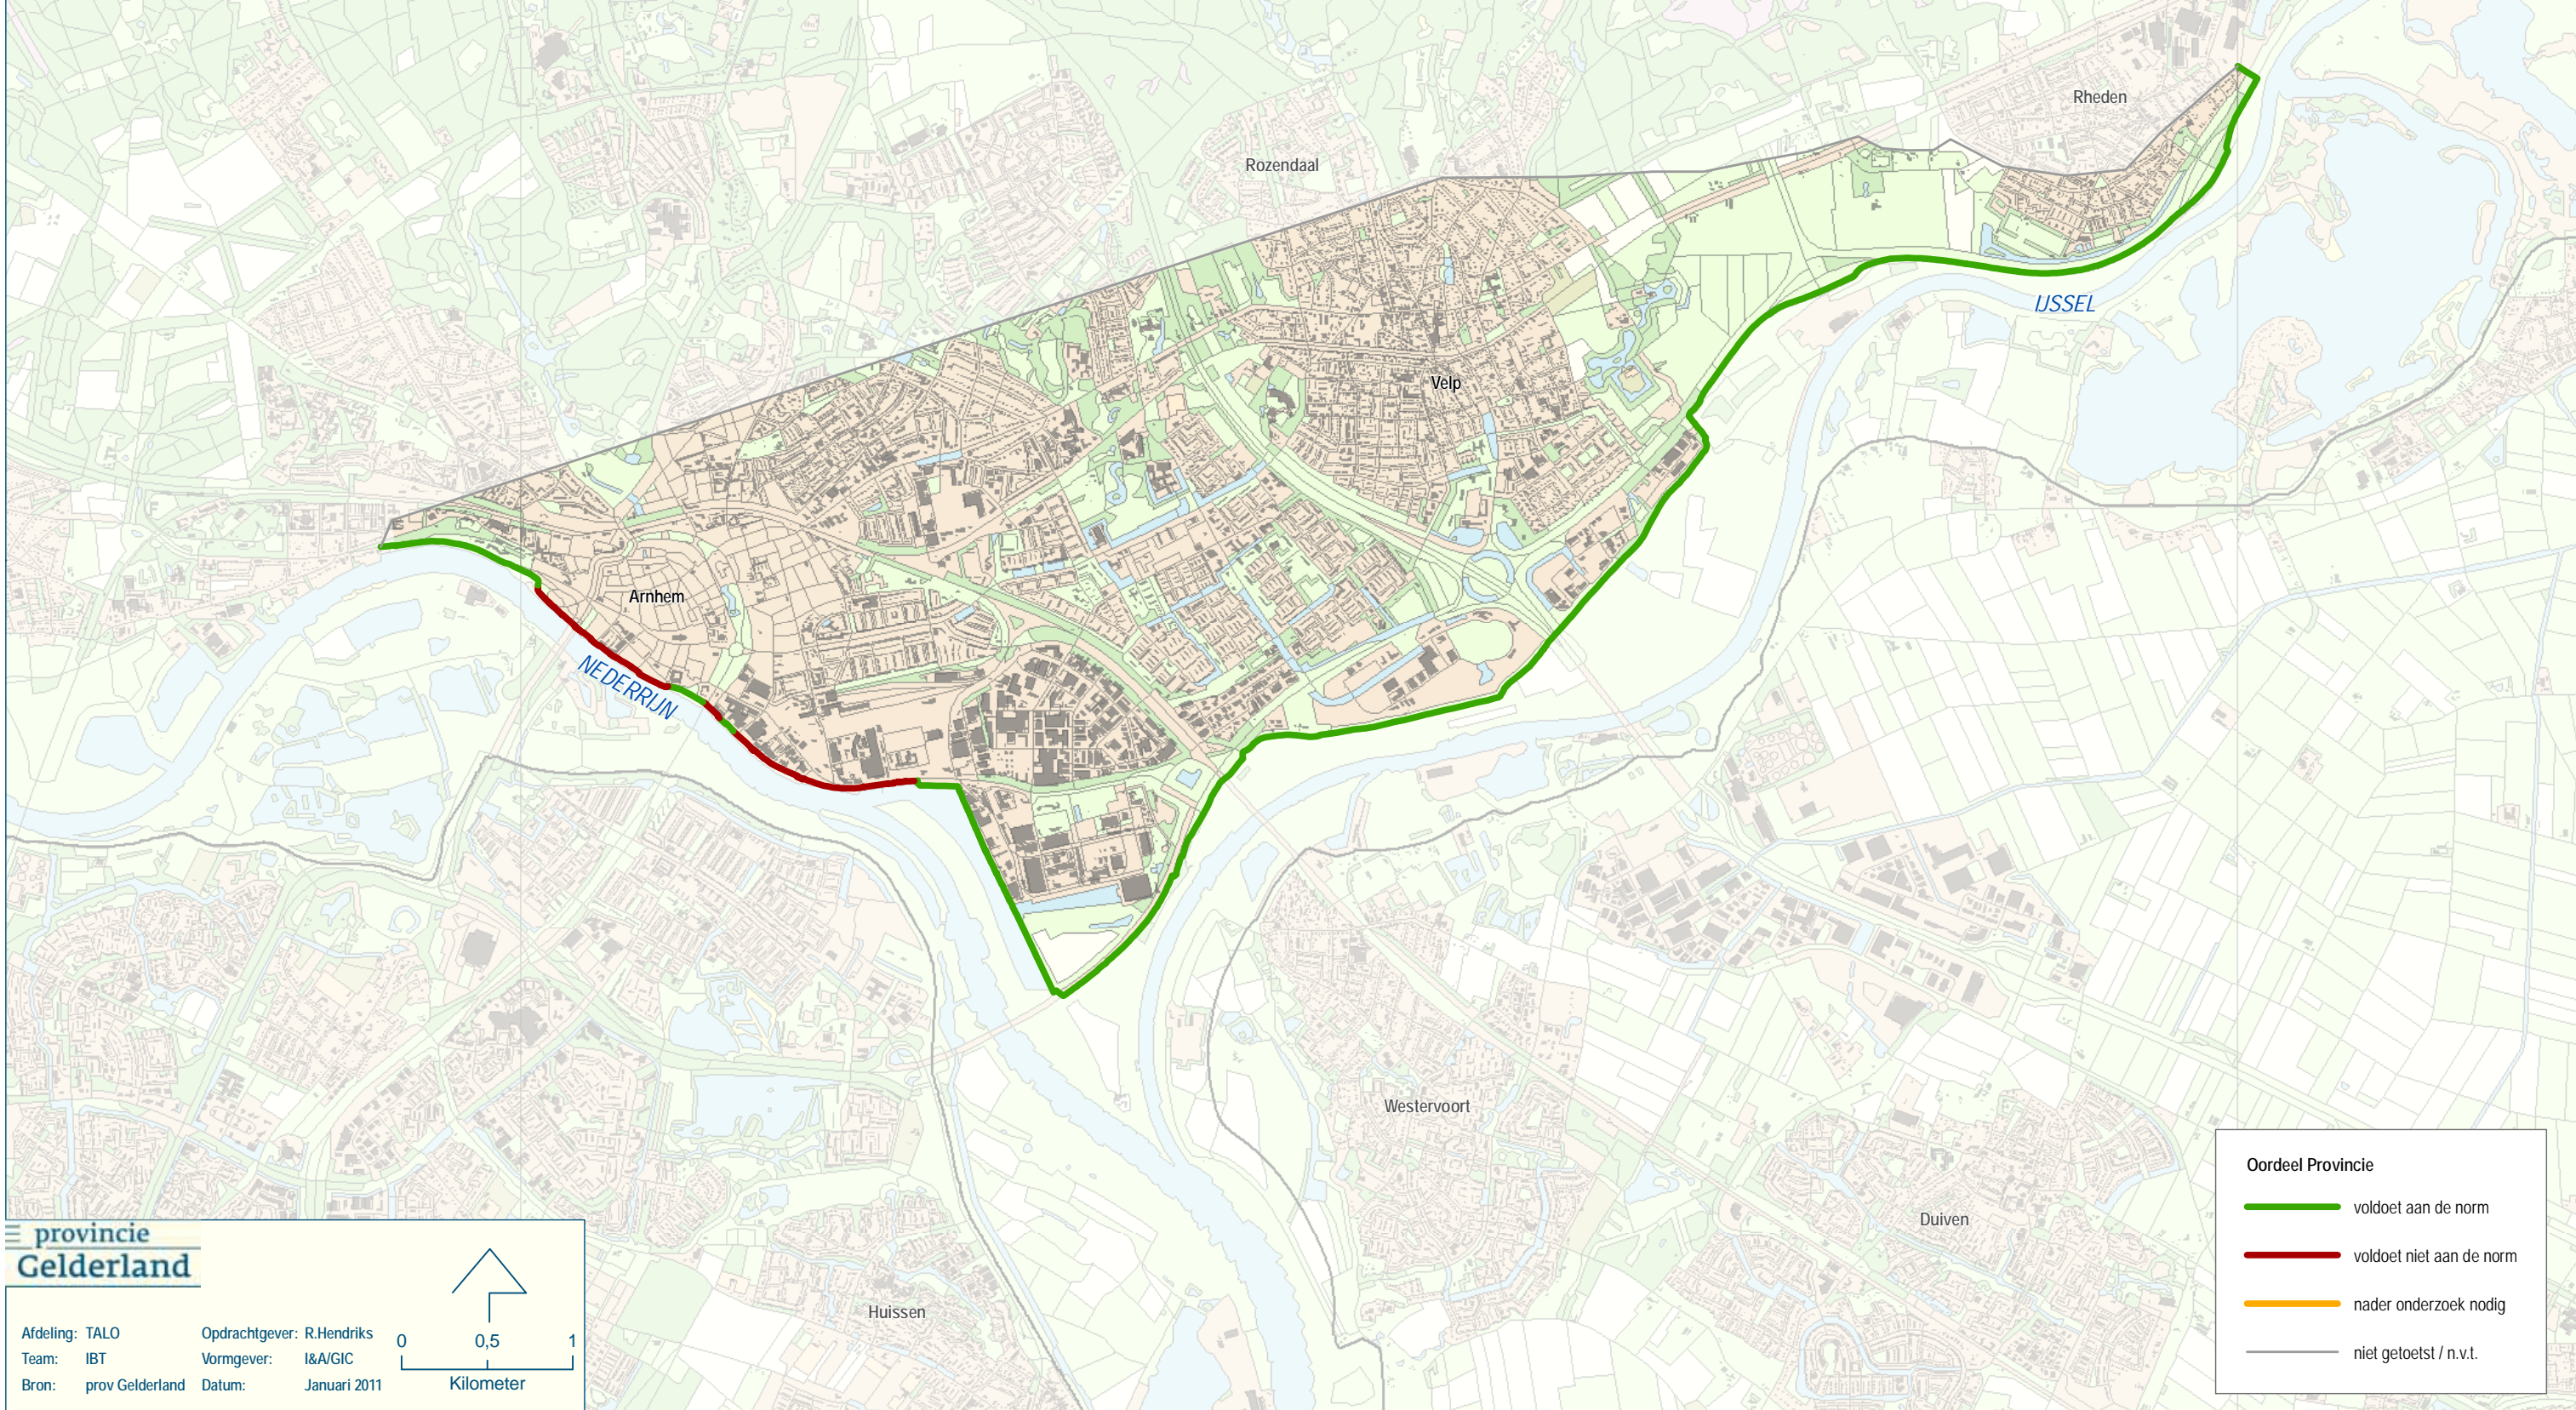 Rheden
Rozendaal
IJSSEL
Velp
Arnhem
NEDERRIJN
Westervoort
Duiven
Huissen
Oordeel Provincie
voldoet aan de norm
voldoet niet aan de norm
nader onderzoek nodig
niet getoetst / n.v.t.
provincie
Gelderland
Afdeling: TALO Opdrachtgever: R.Hendriks
Team: IBT Vormgever: I&A/GIC
Bron: prov Gelderland Datum: Januari 2011
0 0,5 1
Kilometer